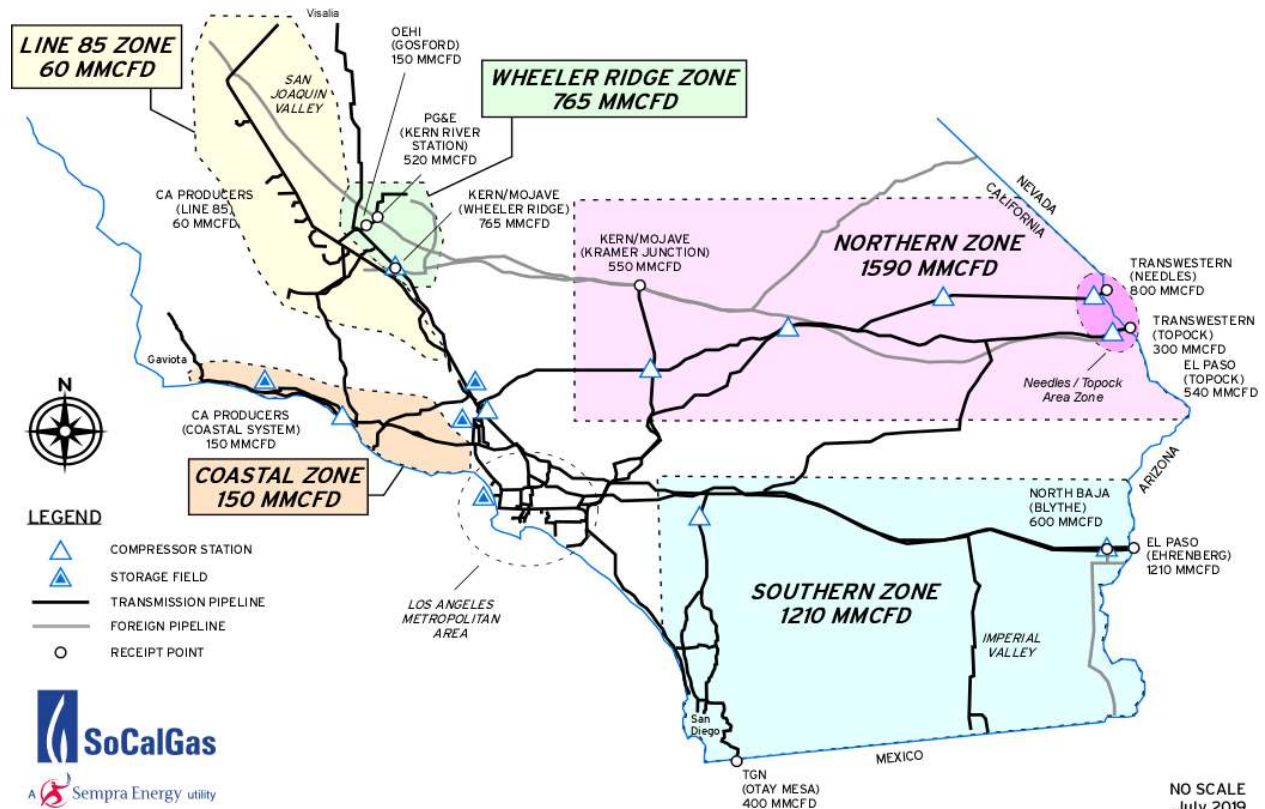 Visalia
OEHI
(GOSFORD)
150 MMCFD
LINE 85 ZONE
60 MMCFD
SAN
JOAQUIN
VALLEY
WHEELER RIDGE ZONE
765 MMCFD
PG&E
(KERN RIVER
STATION)
520 MMCFD
CA PRODUCERS
(LINE 85)
60 MMCFD
KERN/MOJAVE
(WHEELER RIDGE)
765 MMCFD
NEVADA
CALIFORNIA
KERN/MOJAVE
(KRAMER JUNCTION)
550 MMCFD
NORTHERN ZONE
1590 MMCFD
TRANSWESTERN
(NEEDLES)
800 MMCFD
TRANSWESTERN
(TOPOCK)
300 MMCFD
EL PASO
(TOPOCK)
540 MMCFD
Needles / Topock
Area Zone
Gaviota
N
CA PRODUCERS
(COASTAL SYSTEM)
150 MMCFD
COASTAL ZONE
150 MMCFD
ARIZONA
NORTH BAJA
(BLYTHE)
600 MMCFD
EL PASO
(EHRENBERG)
1210 MMCFD
LEGEND
COMPRESSOR STATION
STORAGE FIELD
TRANSMISSION PIPELINE
FOREIGN PIPELINE
RECEIPT POINT
LOS ANGELES
METROPOLITAN
AREA
SOUTHERN ZONE
1210 MMCFD
IMPERIAL
VALLEY
San
Diego
MEXICO
TGN
(OTAY MESA)
400 MMCFD
SoCalGas
A Sempra Energy utility
NO SCALE
July 2019